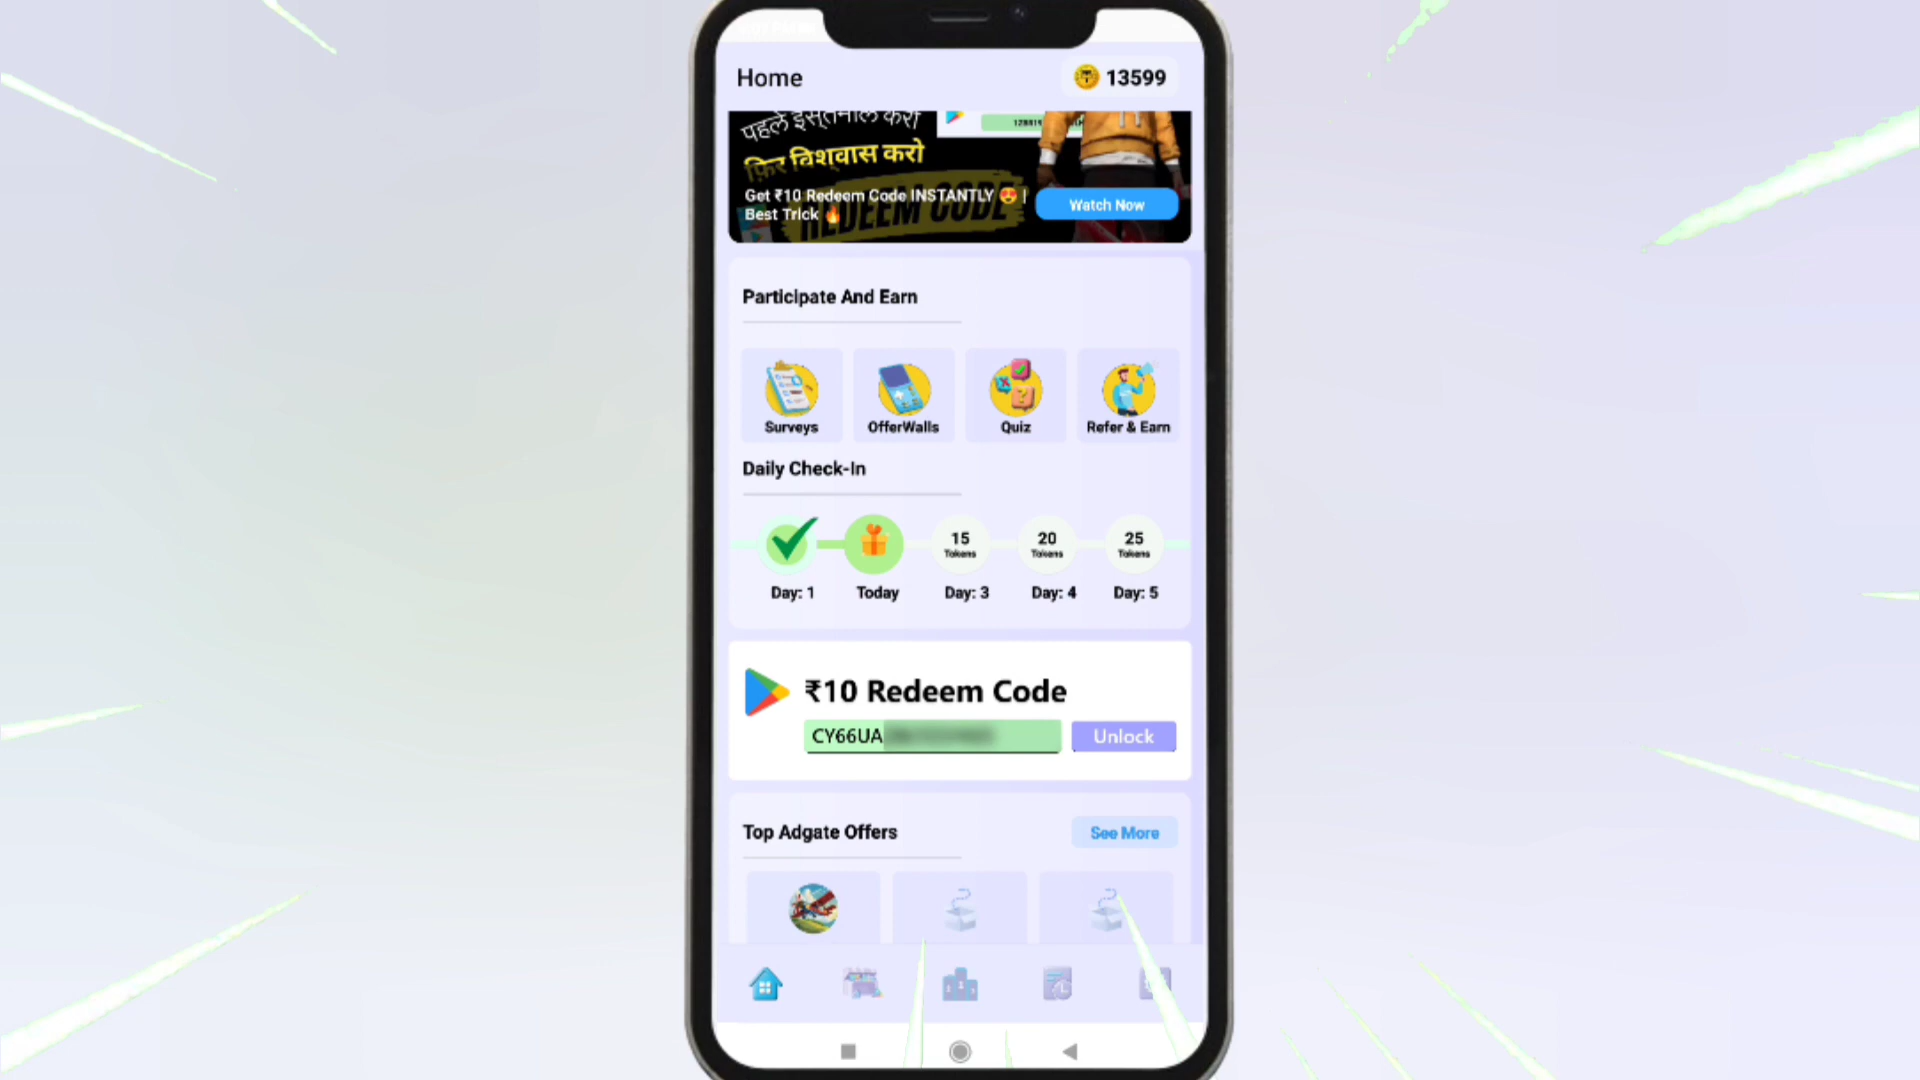 Home
13599
पहले इस्तेमाल करो
फ़िर विश्वास करो
Get ₹10 Redeem Code INSTANTLY 😍 |
Best Trick 🔥
REDEEM CODE
Watch Now
Participate And Earn
Surveys
OfferWalls
Quiz
Refer & Earn
Daily Check-In
15
Tokens
20
Tokens
25
Tokens
Day: 1
Today
Day: 3
Day: 4
Day: 5
₹10 Redeem Code
CY66UA
Unlock
Top Adgate Offers
See More